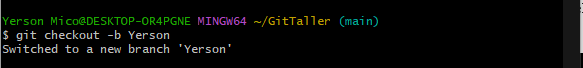 Yerson Mico@DESKTOP-OR4PGNE MINGW64 ~/GitTaller (main)
$ git checkout -b Yerson
Switched to a new branch 'Yerson'